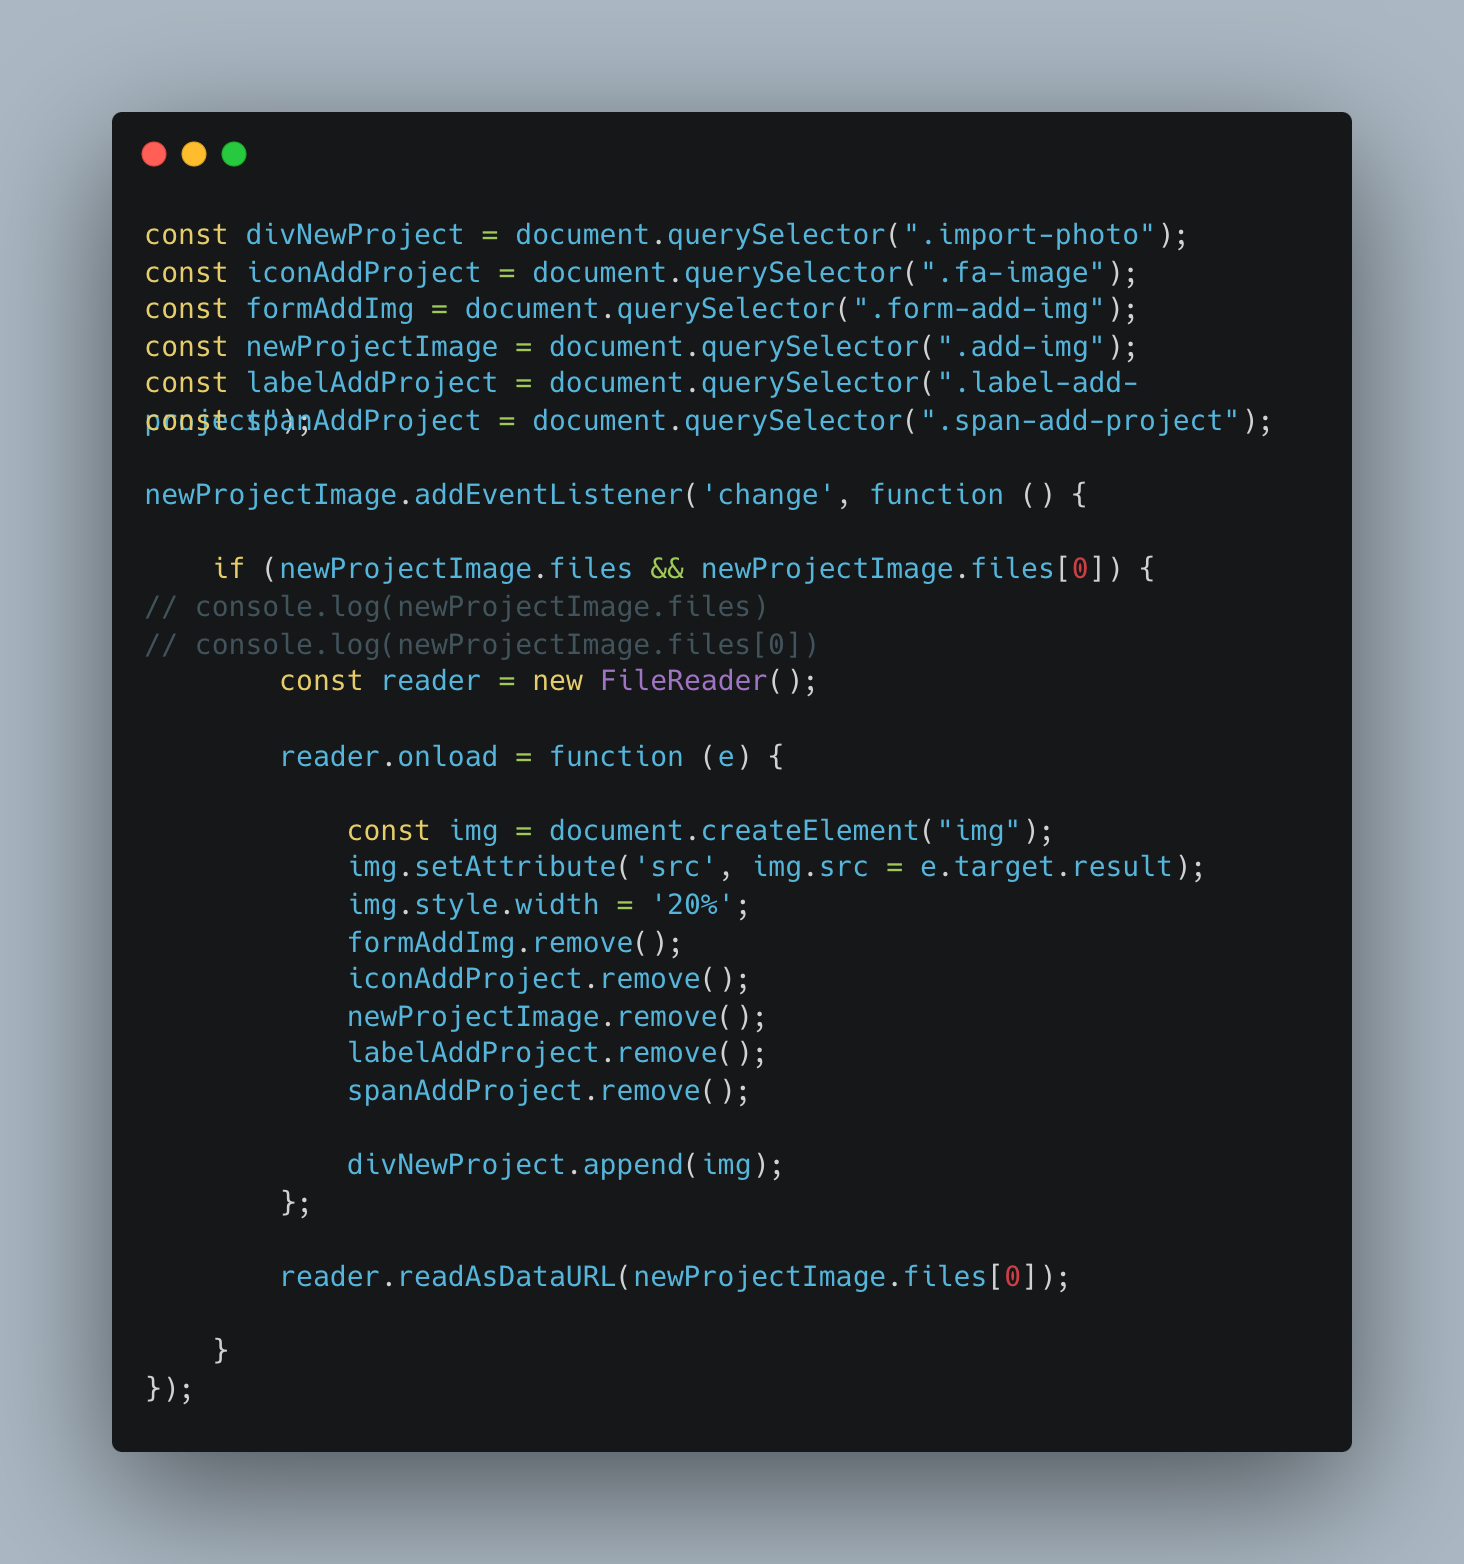 const divNewProject = document.querySelector(".import-photo");
const iconAddProject = document.querySelector(".fa-image");
const formAddImg = document.querySelector(".form-add-img");
const newProjectImage = document.querySelector(".add-img");
const labelAddProject = document.querySelector(".label-add-
project");
const spanAddProject = document.querySelector(".span-add-project");

newProjectImage.addEventListener('change', function () {

    if (newProjectImage.files && newProjectImage.files[0]) {
// console.log(newProjectImage.files)
// console.log(newProjectImage.files[0])
        const reader = new FileReader();

        reader.onload = function (e) {

            const img = document.createElement("img");
            img.setAttribute('src', img.src = e.target.result);
            img.style.width = '20%';
            formAddImg.remove();
            iconAddProject.remove();
            newProjectImage.remove();
            labelAddProject.remove();
            spanAddProject.remove();

            divNewProject.append(img);
        };

        reader.readAsDataURL(newProjectImage.files[0]);

    }
});